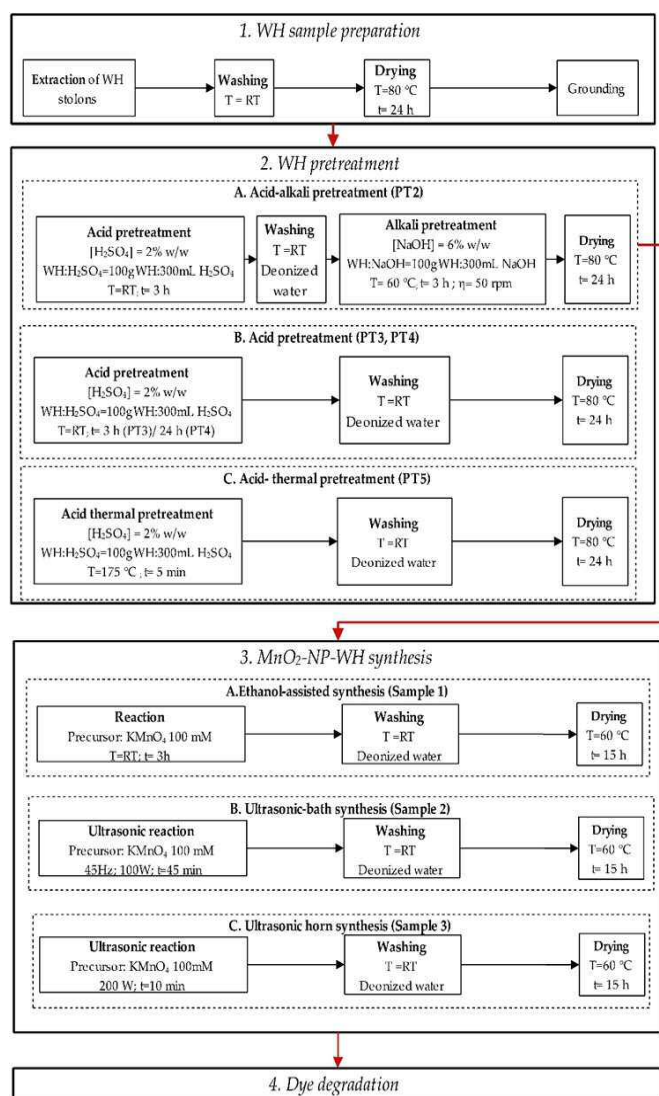 1. WH sample preparation
Extraction of WH
stolons
Washing
T = RT
Drying
T=80 °C
t= 24 h
Grounding
2. WH pretreatment
A. Acid-alkali pretreatment (PT2)
Acid pretreatment
[H₂SO₄] = 2% w/w
WH:H₂SO₄=100gWH:300mL H₂SO₄
T=RT; t= 3 h
Washing
T =RT
Deonized
water
Alkali pretreatment
[NaOH] = 6% w/w
WH:NaOH=100gWH:300mL NaOH
T= 60 °C, t= 3 h ; η= 50 rpm
Drying
T=80 °C
t= 24 h
B. Acid pretreatment (PT3, PT4)
Acid pretreatment
[H₂SO₄] = 2% w/w
WH:H₂SO₄=100gWH:300mL H₂SO₄
T=RT; t= 3 h (PT3)/ 24 h (PT4)
Washing
T =RT
Deonized water
Drying
T=80 °C
t= 24 h
C. Acid- thermal pretreatment (PT5)
Acid thermal pretreatment
[H₂SO₄] = 2% w/w
WH:H₂SO₄=100gWH:300mL H₂SO₄
T=175 °C ; t= 5 min
Washing
T =RT
Deonized water
Drying
T=80 °C
t= 24 h
3. MnO₂-NP-WH synthesis
A.Ethanol-assisted synthesis (Sample 1)
Reaction
Precursor: KMnO₄ 100 mM
T=RT; t= 3h
Washing
T =RT
Deonized water
Drying
T=60 °C
t= 15 h
B. Ultrasonic-bath synthesis (Sample 2)
Ultrasonic reaction
Precursor: KMnO₄ 100 mM
45Hz; 100W; t=45 min
Washing
T =RT
Deonized water
Drying
T=60 °C
t= 15 h
C. Ultrasonic horn synthesis (Sample 3)
Ultrasonic reaction
Precursor: KMnO₄ 100mM
200 W; t=10 min
Washing
T =RT
Deonized water
Drying
T=60 °C
t= 15 h
4. Dye degradation